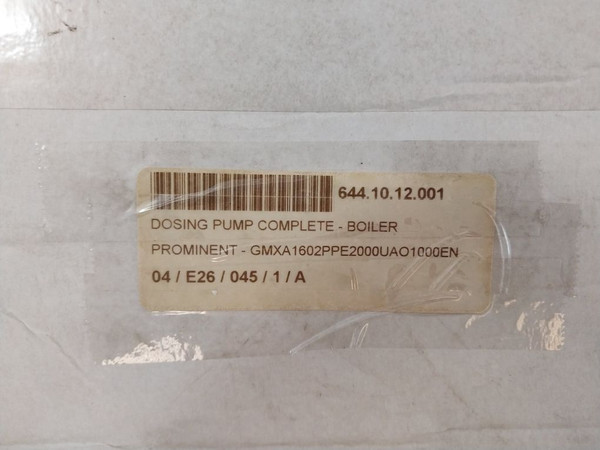 644.10.12.001
DOSING PUMP COMPLETE - BOILER
PROMINENT - GMXA1602PPE2000UAO1000EN
04 / E26 / 045 / 1 / A